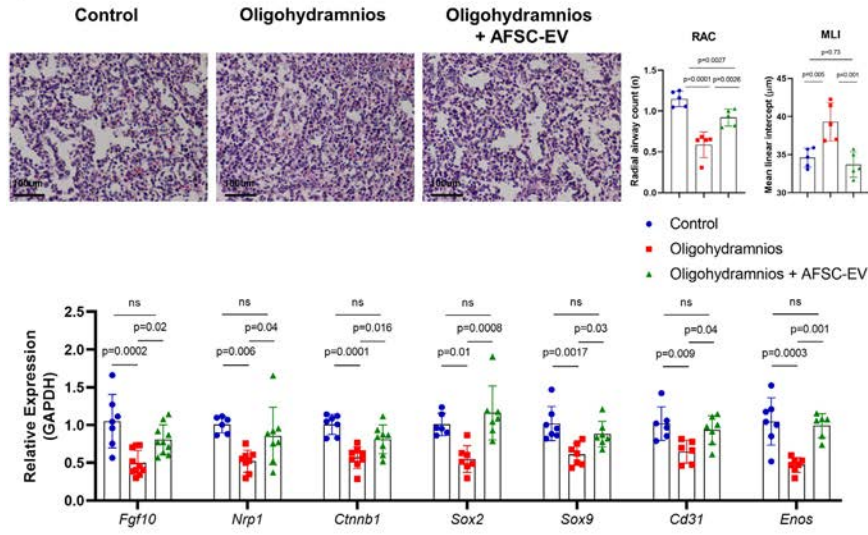 Control
Oligohydramnios
Oligohydramnios
+ AFSC-EV
100um
100um
100um
RAC
p=0.0027
p=0.0001 p=0.0026
Radial airway count (n)
1.5
1.0
0.5
0.0
MLI
p=0.73
p=0.005 p=0.001
Mean linear intercept (µm)
45
40
35
30
Control
Oligohydramnios
Oligohydramnios + AFSC-EV
Relative Expression
(GAPDH)
2.5
2.0
1.5
1.0
0.5
0.0
ns ns ns ns ns ns ns
p=0.02 p=0.04 p=0.016 p=0.0008 p=0.03 p=0.04 p=0.001
p=0.0002 p=0.006 p=0.0001 p=0.01 p=0.0017 p=0.009 p=0.0003
Fgf10 Nrp1 Ctnnb1 Sox2 Sox9 Cd31 Enos